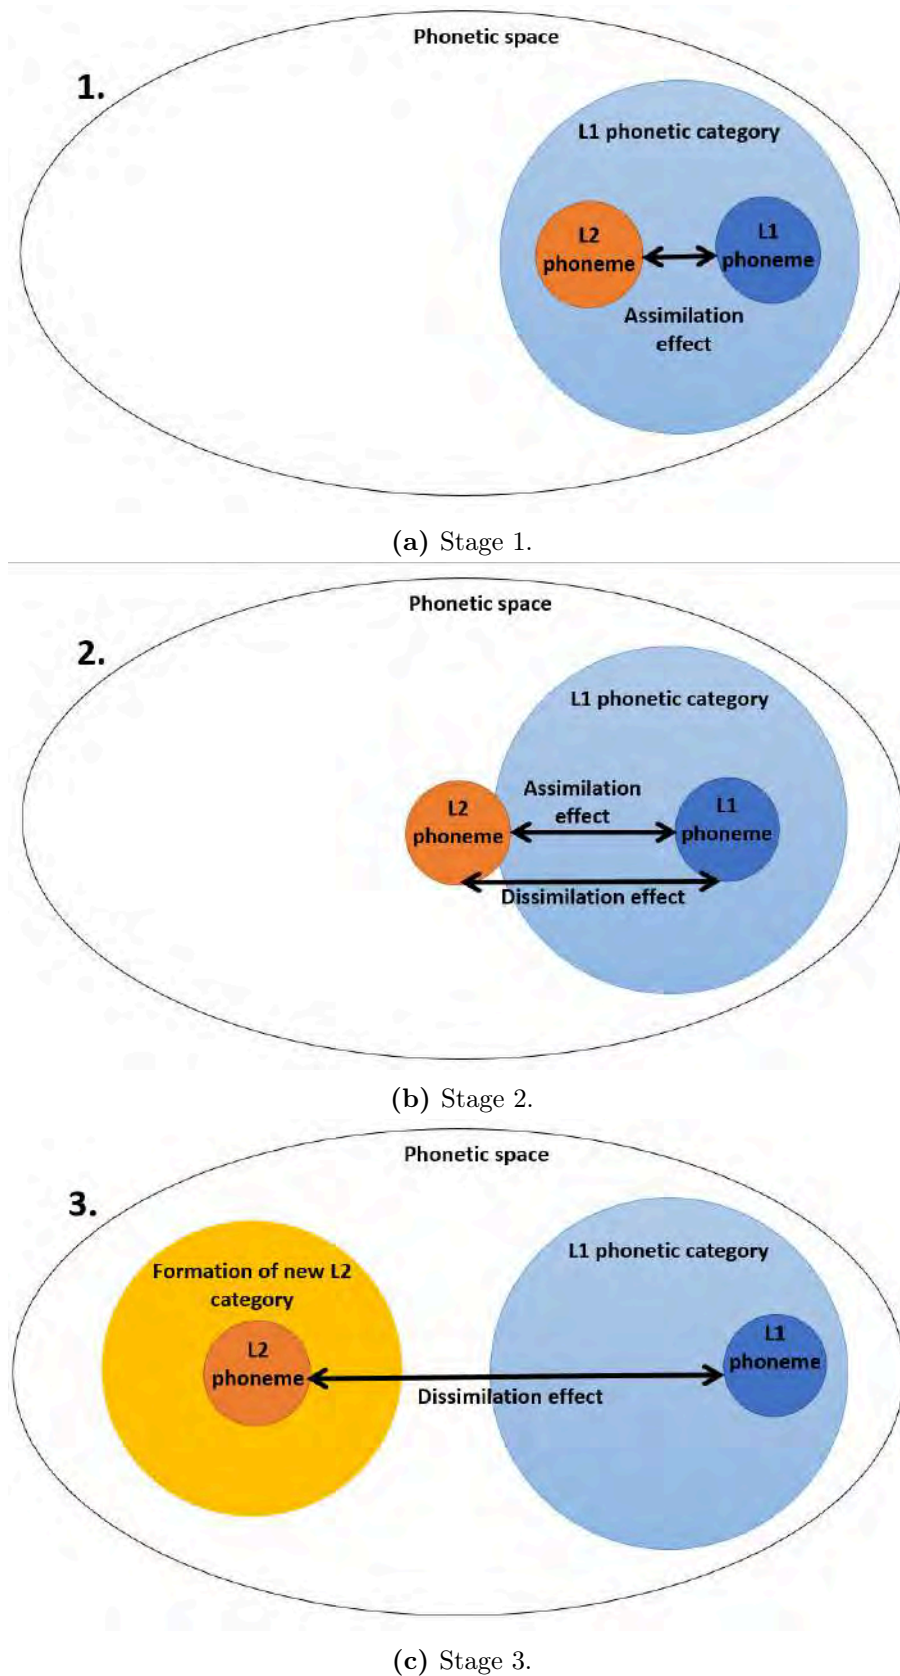 Phonetic space
1.
L1 phonetic category
L2
phoneme
L1
phoneme
Assimilation
effect
(a) Stage 1.
Phonetic space
2.
L1 phonetic category
L2
phoneme
Assimilation
effect
L1
phoneme
Dissimilation effect
(b) Stage 2.
Phonetic space
3.
Formation of new L2
category
L2
phoneme
L1 phonetic category
L1
phoneme
Dissimilation effect
(c) Stage 3.